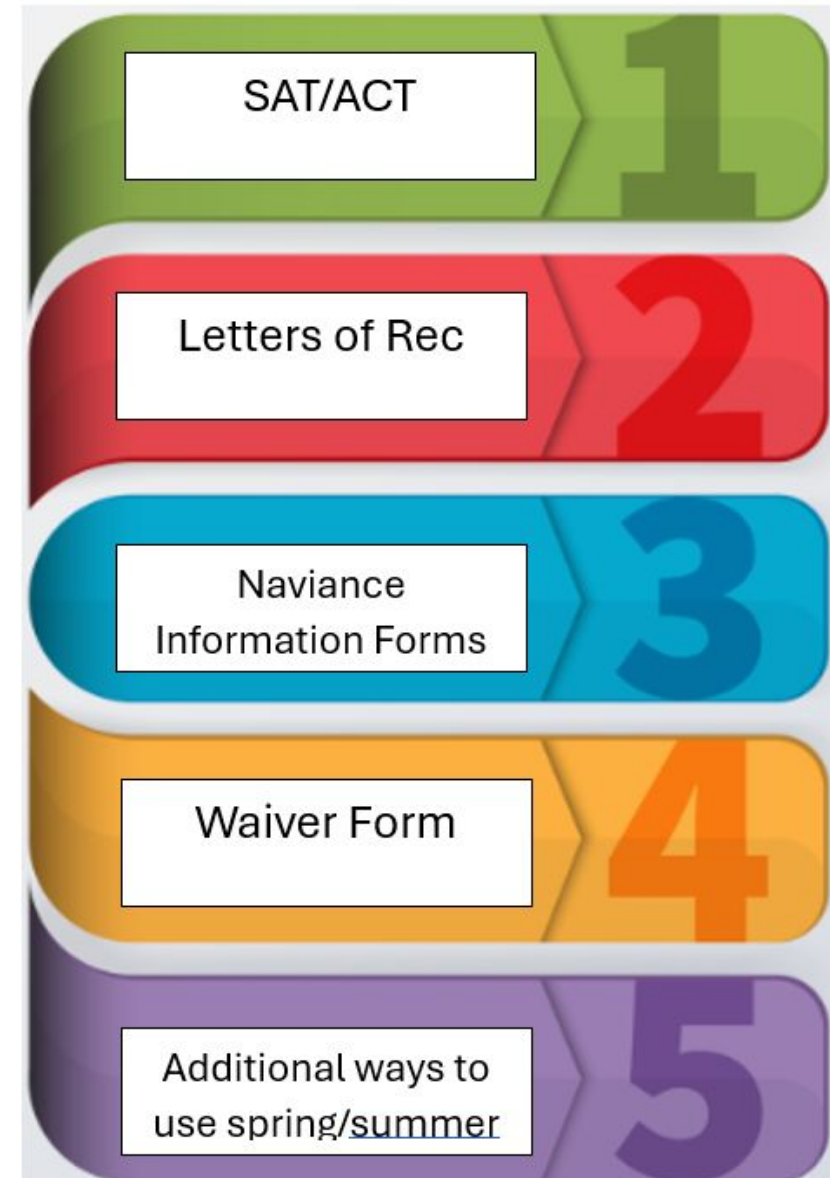 SAT/ACT
1
Letters of Rec
2
Naviance
Information Forms
3
Waiver Form
4
Additional ways to
use spring/summer
5